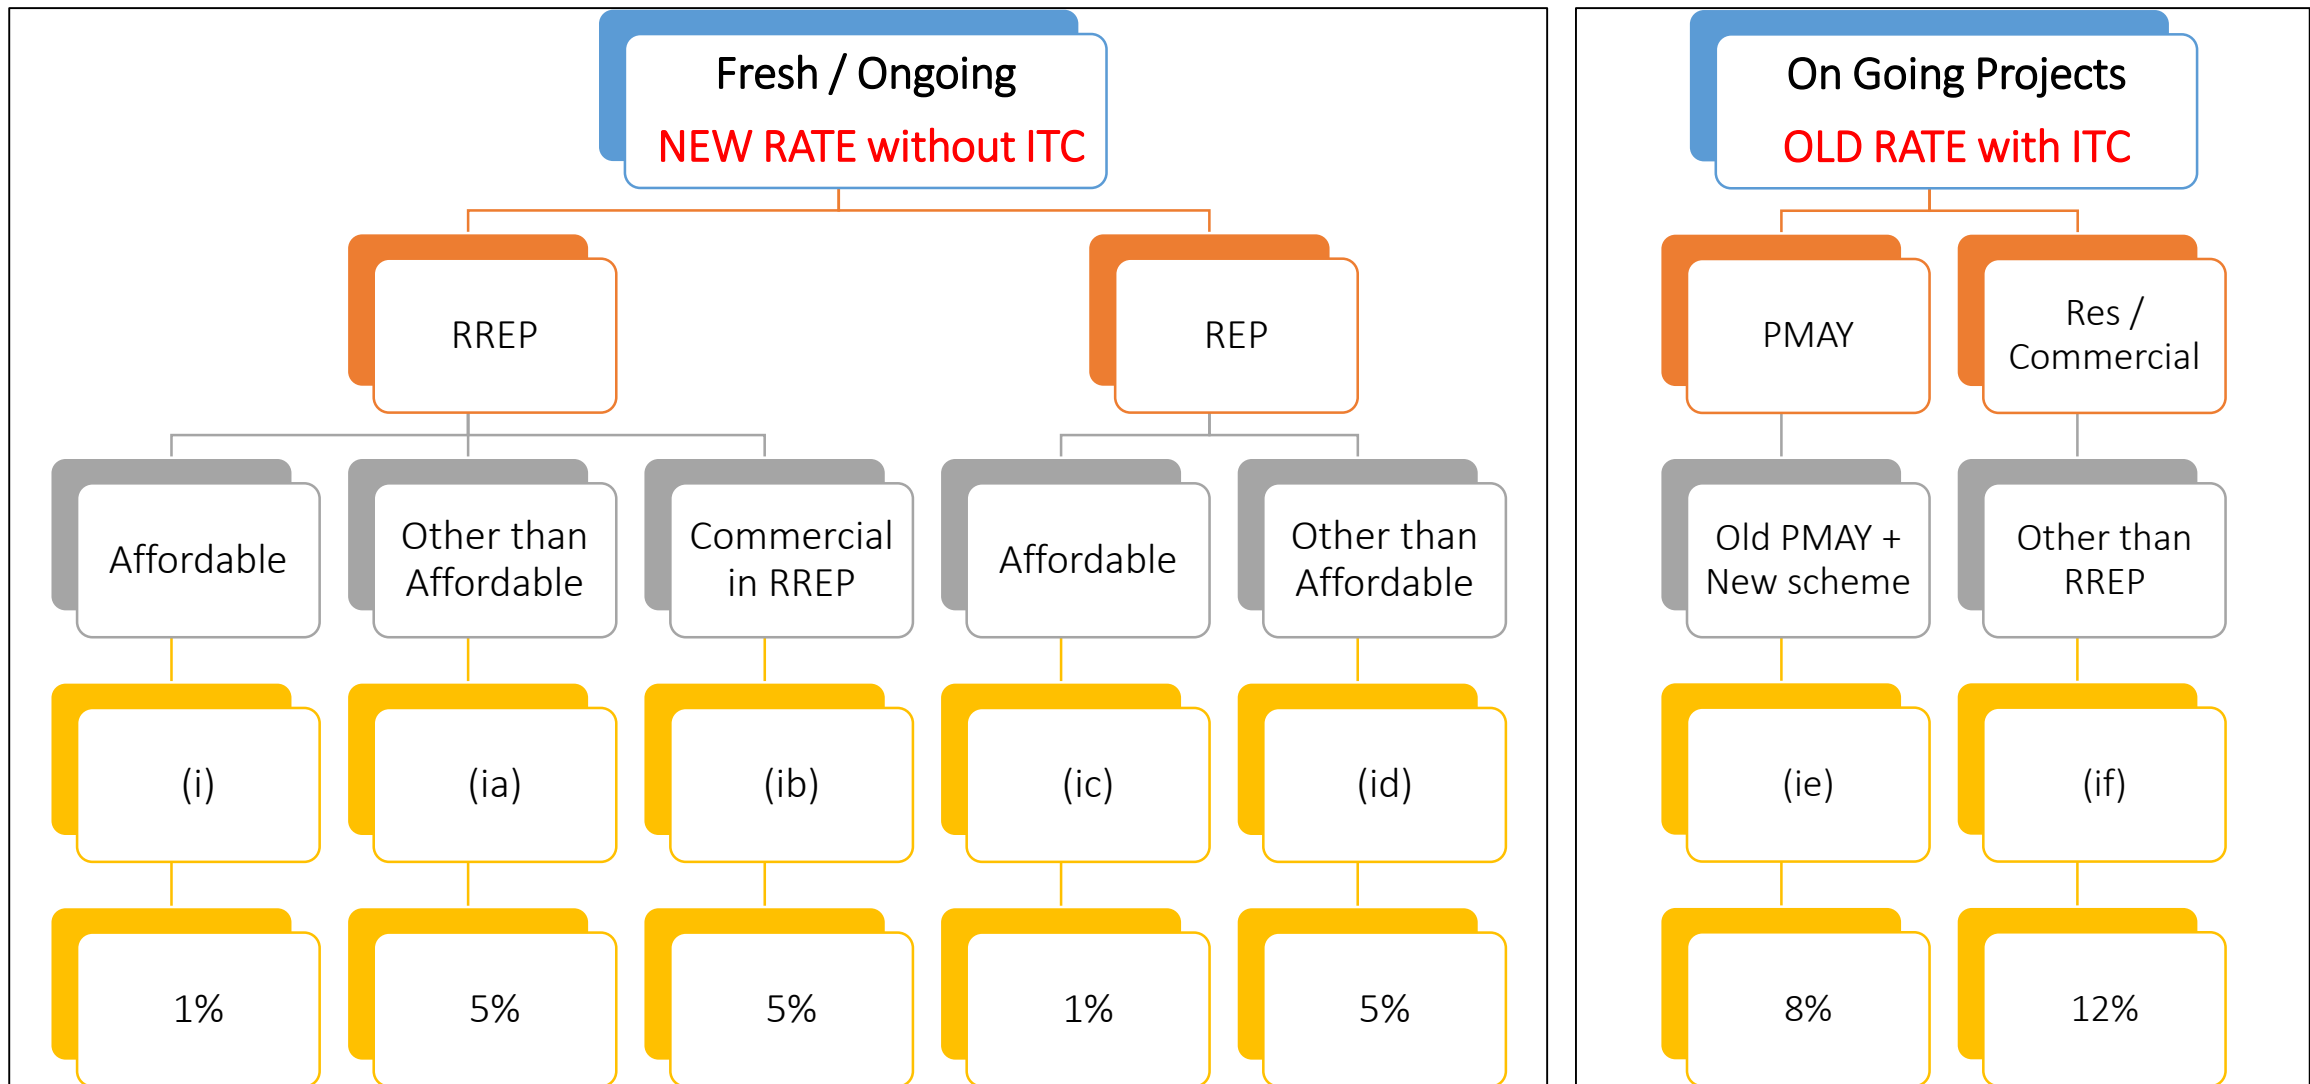 Fresh / Ongoing
NEW RATE without ITC
RREP
REP
Affordable
Other than
Affordable
Commercial
in RREP
Affordable
Other than
Affordable
(i)
(ia)
(ib)
(ic)
(id)
1%
5%
5%
1%
5%
On Going Projects
OLD RATE with ITC
PMAY
Res /
Commercial
Old PMAY +
New scheme
Other than
RREP
(ie)
(if)
8%
12%